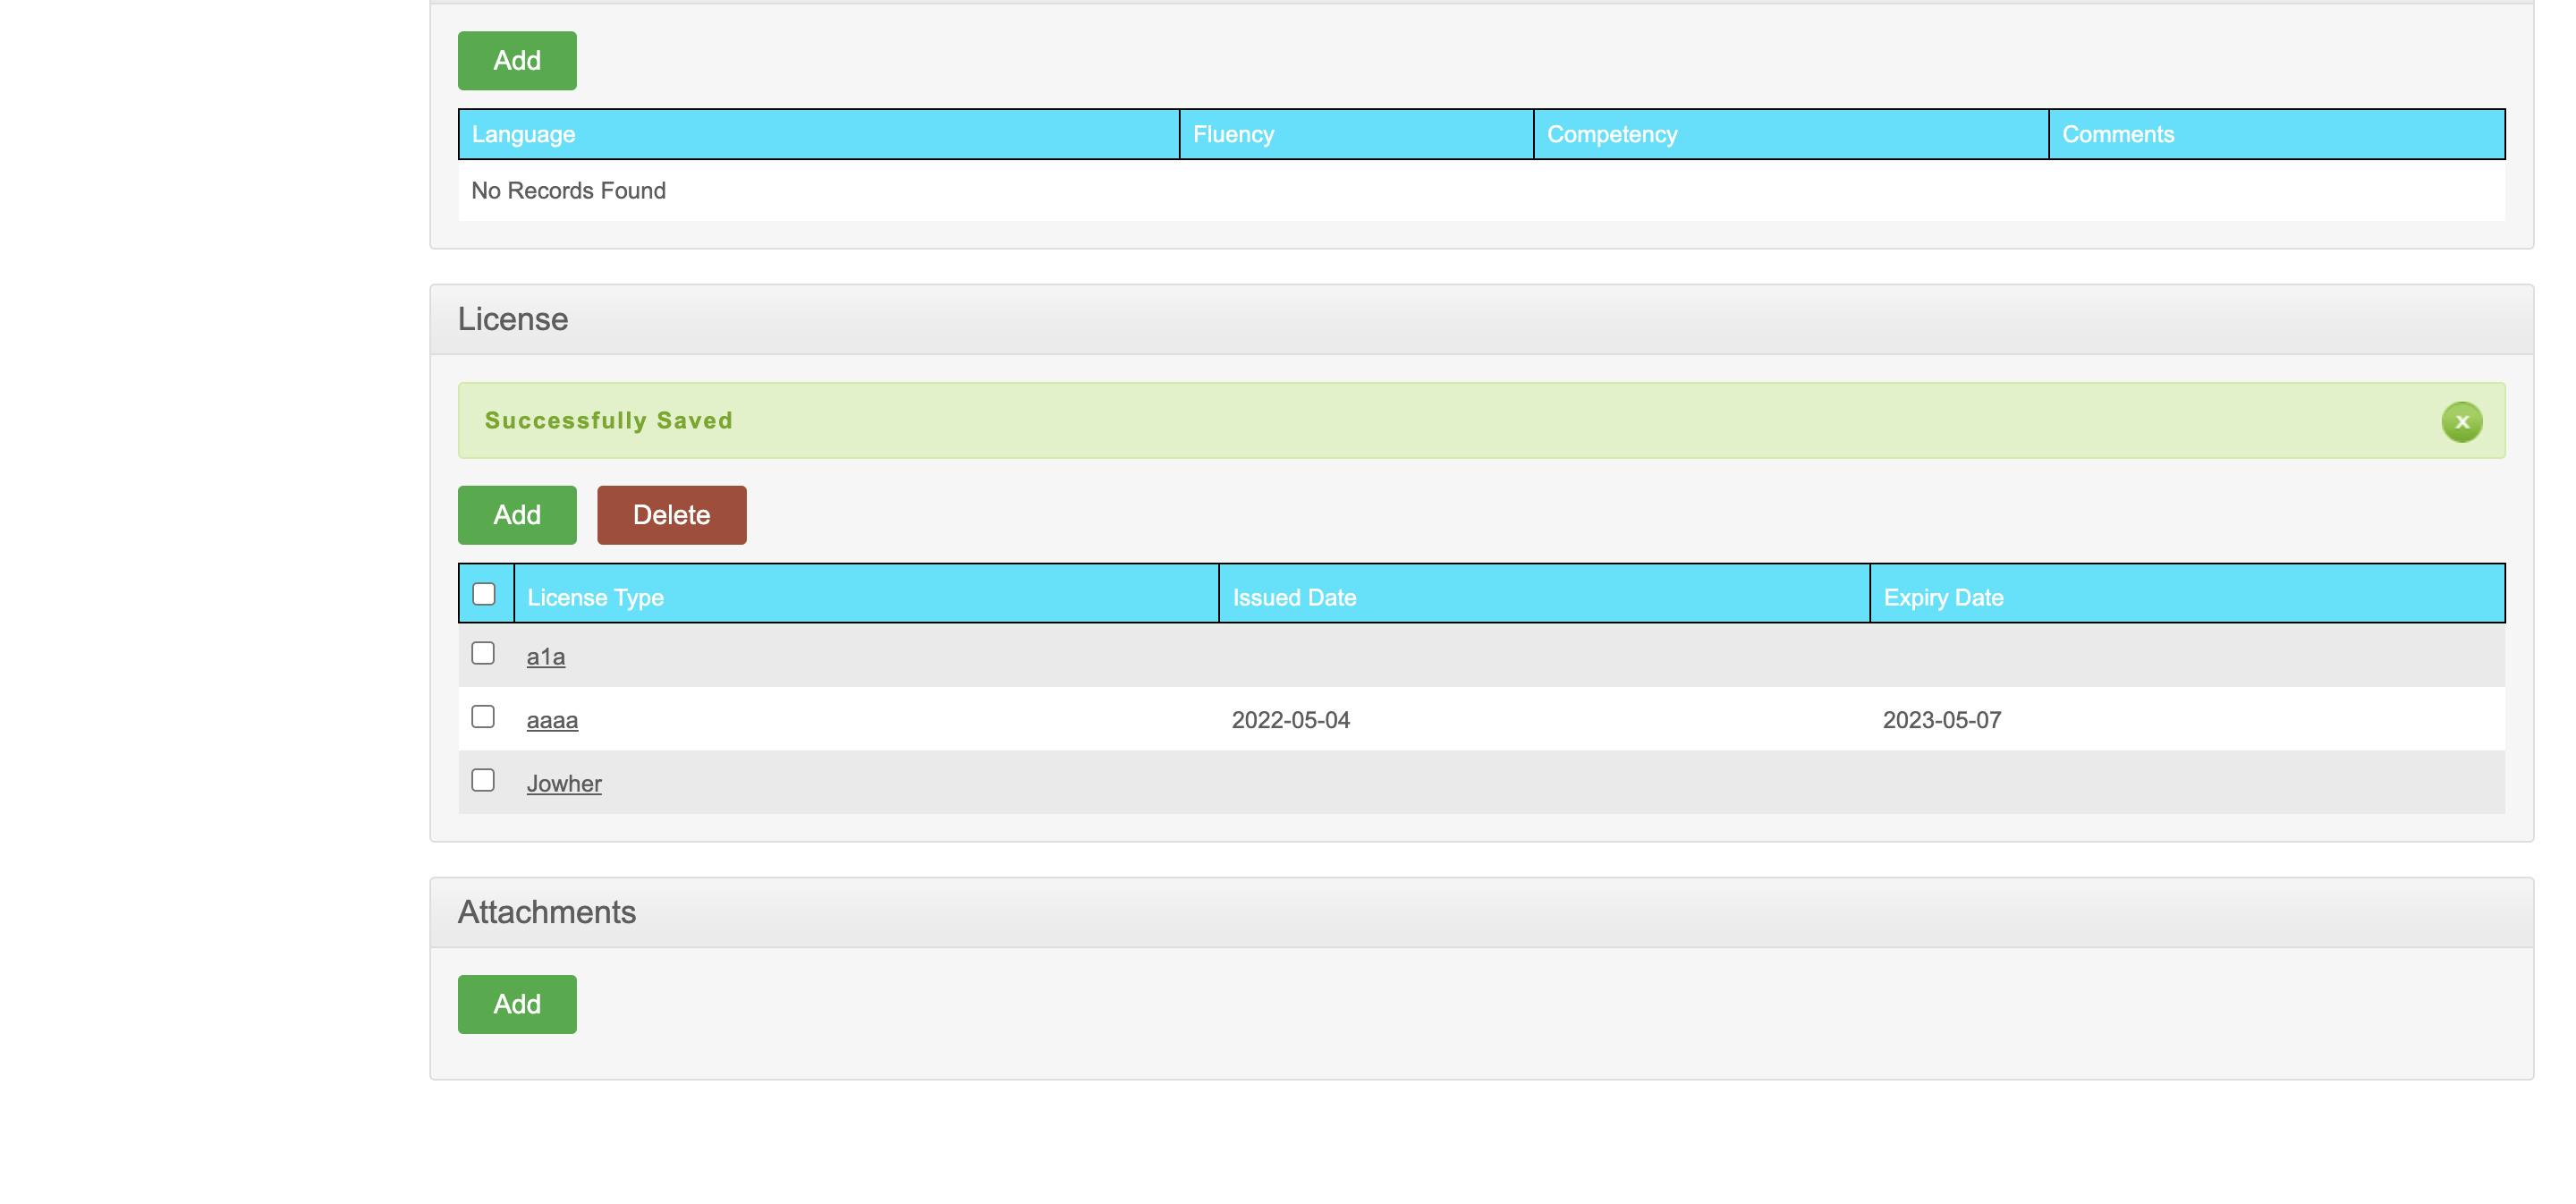 Add
Language Fluency Competency Comments
No Records Found
License
Successfully Saved
x
Add Delete
License Type Issued Date Expiry Date
a1a
aaaa 2022-05-04 2023-05-07
Jowher
Attachments
Add